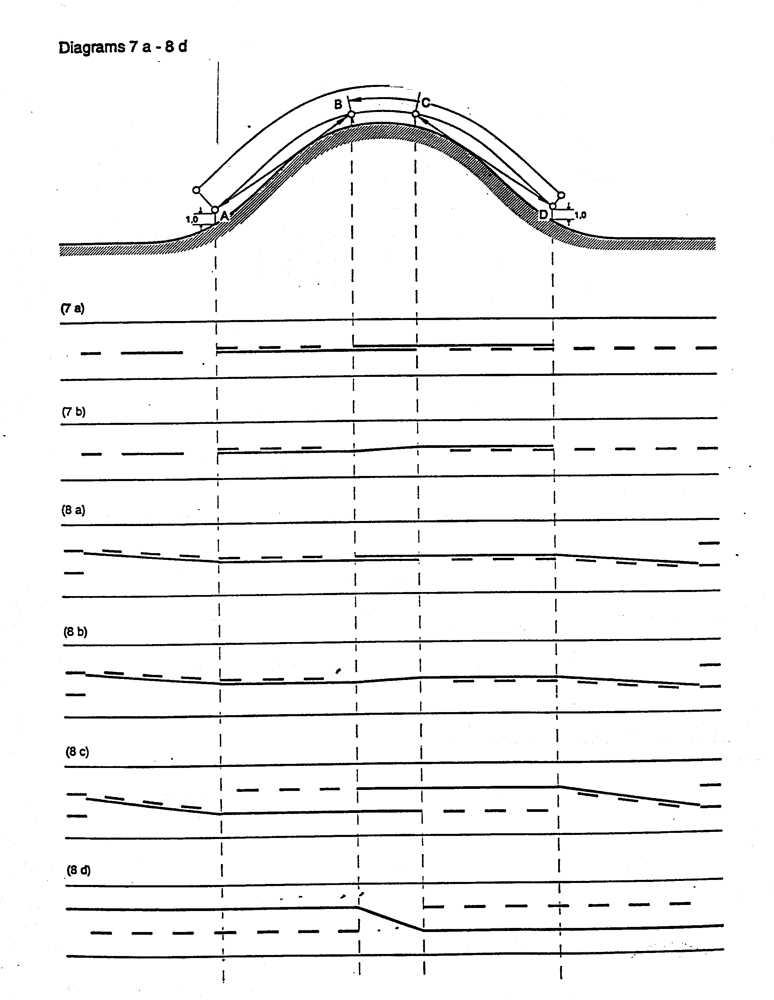 Diagrams 7 a - 8 d
B
C
A
D
1,0
1,0
(7 a)
(7 b)
(8 a)
(8 b)
(8 c)
(8 d)